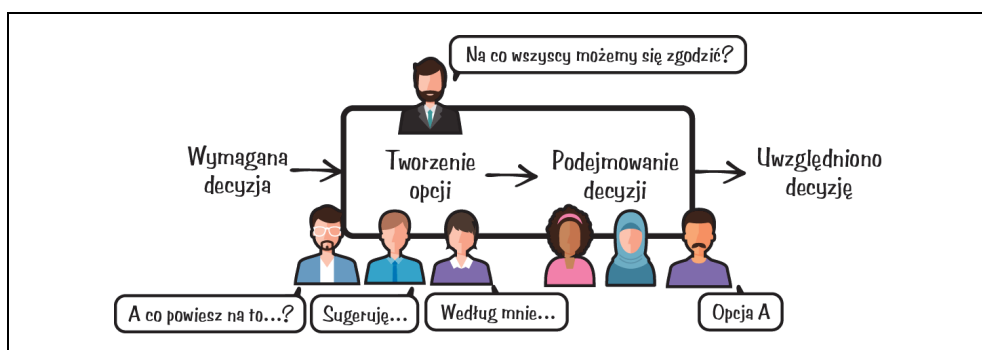 Na co wszyscy możemy się zgodzić?
Wymagana
decyzja
Tworzenie
opcji
Podejmowanie
decyzji
Uwzględniono
decyzję
A co powiesz na to...?
Sugeruję...
Według mnie...
Opcja A